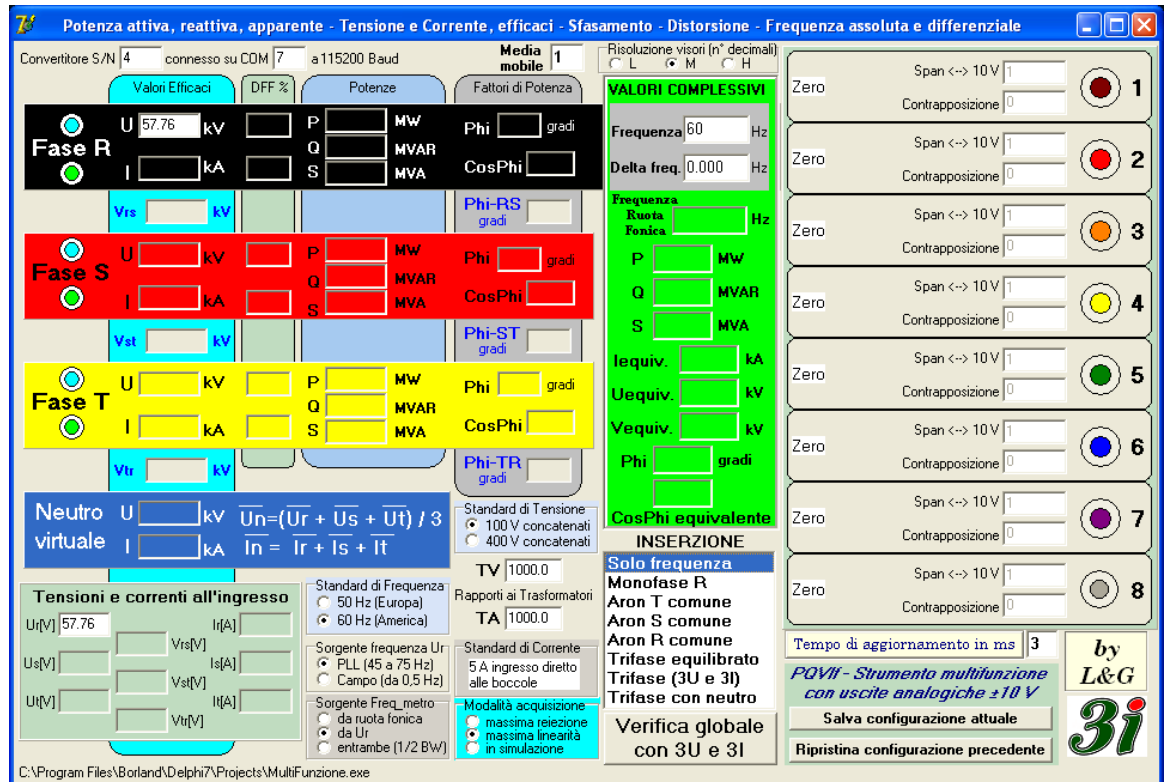 Potenza attiva, reattiva, apparente - Tensione e Corrente, efficaci - Sfasamento - Distorsione - Frequenza assoluta e differenziale
Convertitore S/N 4 connesso su COM 7 a 115200 Baud
Media mobile 1
Risoluzione visori (n° decimali)
L M H
Valori Efficaci
DFF %
Potenze
Fattori di Potenza
Fase R
U 57.76 kV
I kA
P MW
Q MVAR
S MVA
Phi gradi
CosPhi
Vrs kV
Phi-RS
gradi
Fase S
U kV
I kA
P MW
Q MVAR
S MVA
Phi gradi
CosPhi
Vst kV
Phi-ST
gradi
Fase T
U kV
I kA
P MW
Q MVAR
S MVA
Phi gradi
CosPhi
Vtr kV
Phi-TR
gradi
Neutro virtuale
U kV
I kA
Un=(Ur + Us + Ut) / 3
In = Ir + Is + It
Tensioni e correnti all'ingresso
Ur[V] 57.76
Ir[A]
Vrs[V]
Us[V]
Is[A]
Vst[V]
Ut[V]
It[A]
Vtr[V]
Standard di Frequenza
50 Hz (Europa)
60 Hz (America)
Sorgente frequenza Ur
PLL (45 a 75 Hz)
Campo (da 0,5 Hz)
Sorgente Freq_metro
da ruota fonica
da Ur
entrambe (1/2 BW)
Standard di Tensione
100 V concatenati
400 V concatenati
TV 1000.0
Rapporti ai Trasformatori
TA 1000.0
Standard di Corrente
5 A ingresso diretto
alle boccole
Modalità acquisizione
massima reiezione
massima linearità
in simulazione
VALORI COMPLESSIVI
Frequenza 60 Hz
Delta freq. 0.000 Hz
Frequenza
Ruota
Fonica
Hz
P MW
Q MVAR
S MVA
Iequiv. kA
Uequiv. kV
Vequiv. kV
Phi gradi
CosPhi equivalente
INSERZIONE
Solo frequenza
Monofase R
Aron T comune
Aron S comune
Aron R comune
Trifase equilibrato
Trifase (3U e 3I)
Trifase con neutro
Verifica globale
con 3U e 3I
Zero
Span <--> 10 V 1
Contrapposizione 0
1
Zero
Span <--> 10 V 1
Contrapposizione 0
2
Zero
Span <--> 10 V 1
Contrapposizione 0
3
Zero
Span <--> 10 V 1
Contrapposizione 0
4
Zero
Span <--> 10 V 1
Contrapposizione 0
5
Zero
Span <--> 10 V 1
Contrapposizione 0
6
Zero
Span <--> 10 V 1
Contrapposizione 0
7
Zero
Span <--> 10 V 1
Contrapposizione 0
8
Tempo di aggiornamento in ms 3
PQVIf - Strumento multifunzione
con uscite analogiche ±10 V
Salva configurazione attuale
Ripristina configurazione precedente
by
L&G
3i
C:\Program Files\Borland\Delphi7\Projects\MultiFunzione.exe